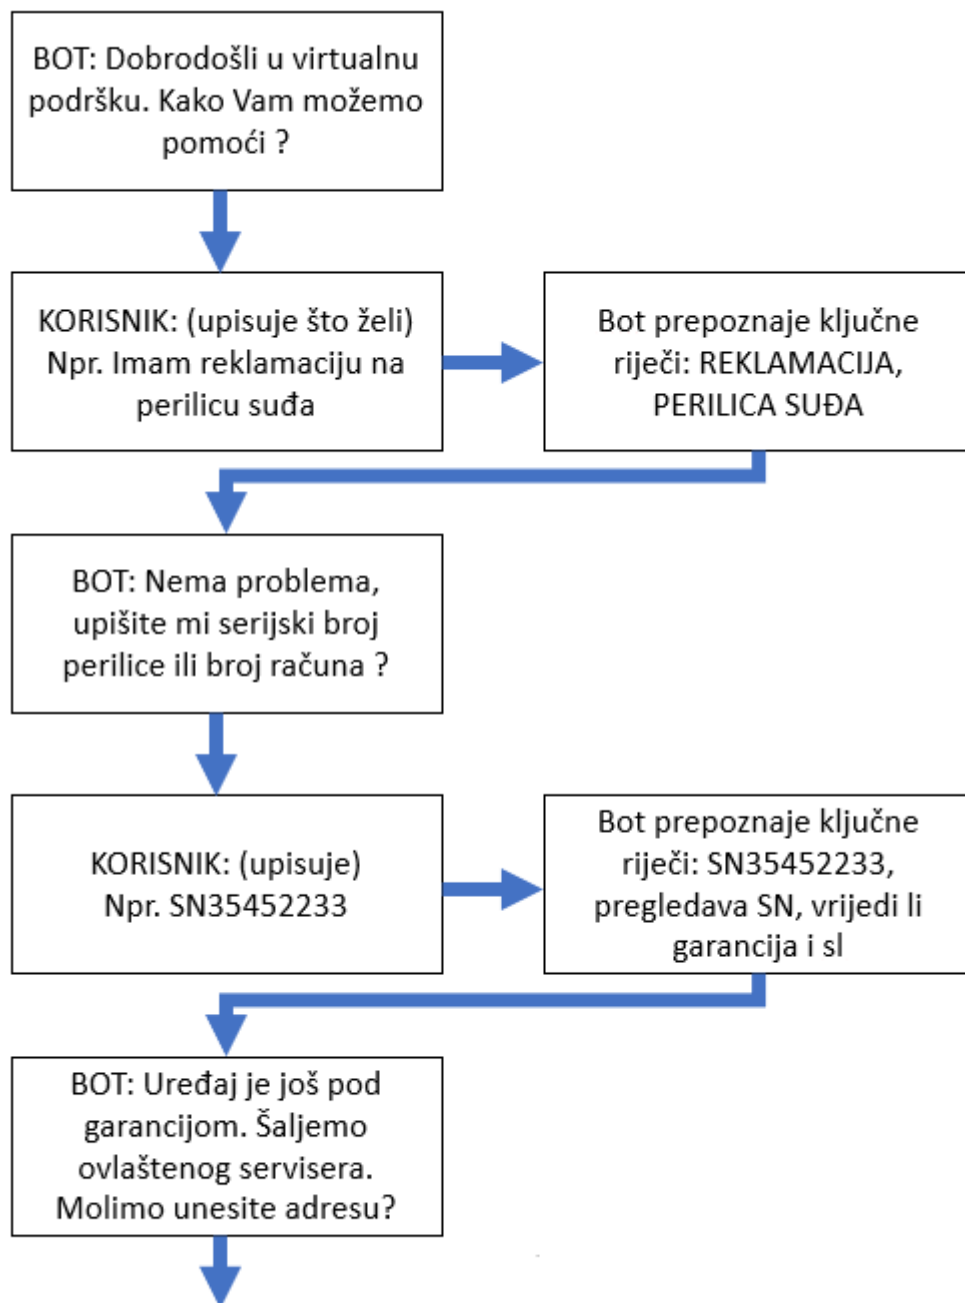 BOT: Dobrodošli u virtualnu
podršku. Kako Vam možemo
pomoći ?
KORISNIK: (upisuje što želi)
Npr. Imam reklamaciju na
perilicu suđa
Bot prepoznaje ključne
riječi: REKLAMACIJA,
PERILICA SUĐA
BOT: Nema problema,
upišite mi serijski broj
perilice ili broj računa ?
KORISNIK: (upisuje)
Npr. SN35452233
Bot prepoznaje ključne
riječi: SN35452233,
pregledava SN, vrijedi li
garancija i sl
BOT: Uređaj je još pod
garancijom. Šaljemo
ovlaštenog servisera.
Molimo unesite adresu?